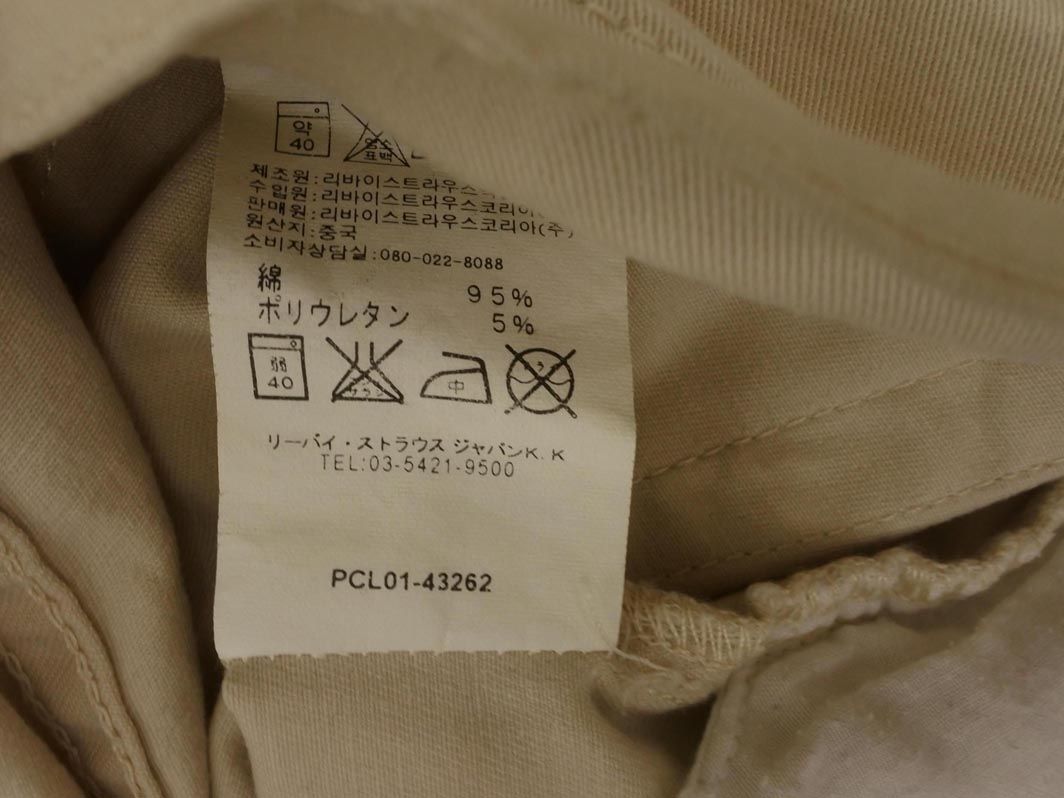 약
40
염소
표백
제조원:리바이스트라우스
수입원:리바이스트라우스코리아
판매원:리바이스트라우스코리아(주)
원산지:중국
소비자상담실:080-022-8088
綿 95%
ポリウレタン 5%
弱
40
中
リーバイ・ストラウス ジャパンK.K
TEL:03-5421-9500
PCL01-43262